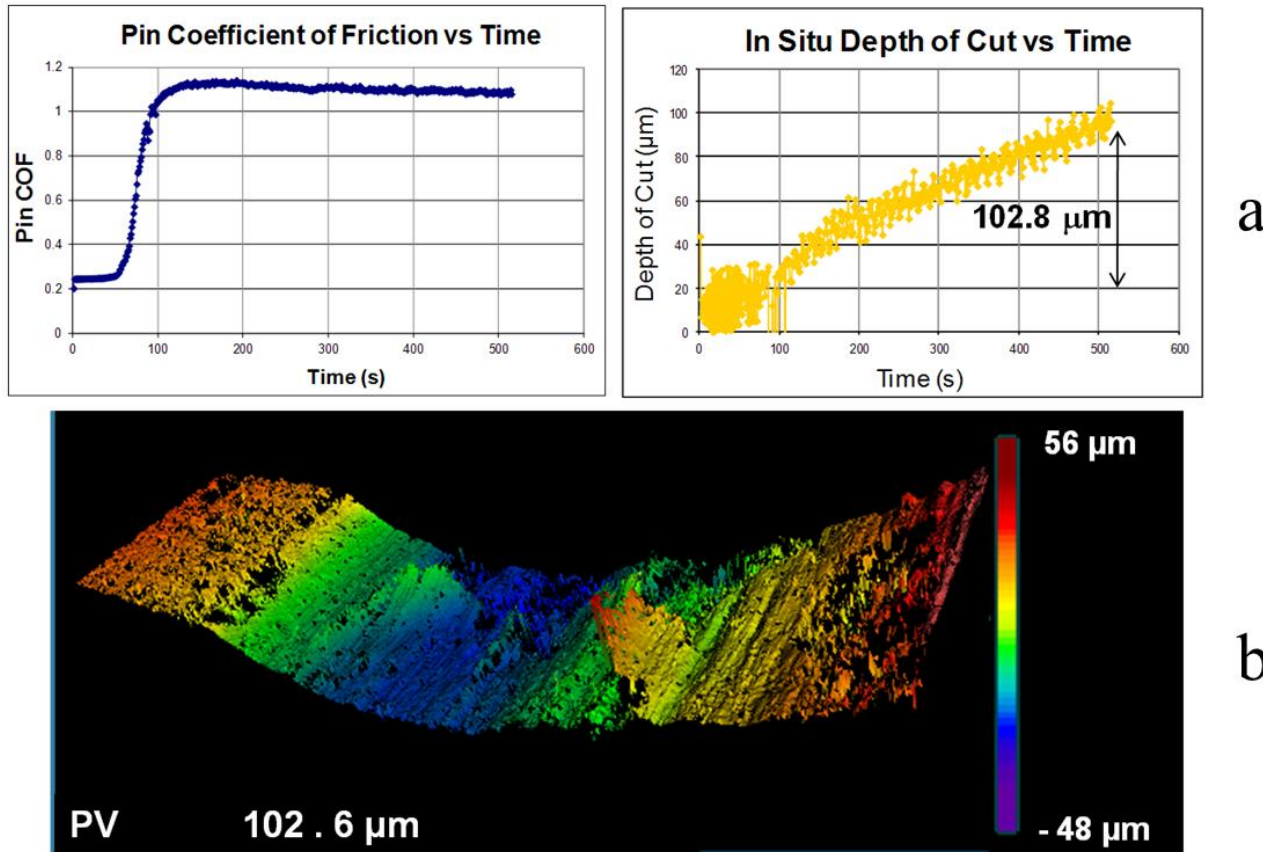 Pin Coefficient of Friction vs Time
1.2
1
0.8
0.6
0.4
0.2
0
Pin COF
0 100 200 300 400 500 600
Time (s)
In Situ Depth of Cut vs Time
120
100
80
60
40
20
0
Depth of Cut (µm)
102.8 µm
0 100 200 300 400 500 600
Time (s)
a
56 µm
- 48 µm
PV 102 . 6 µm
b